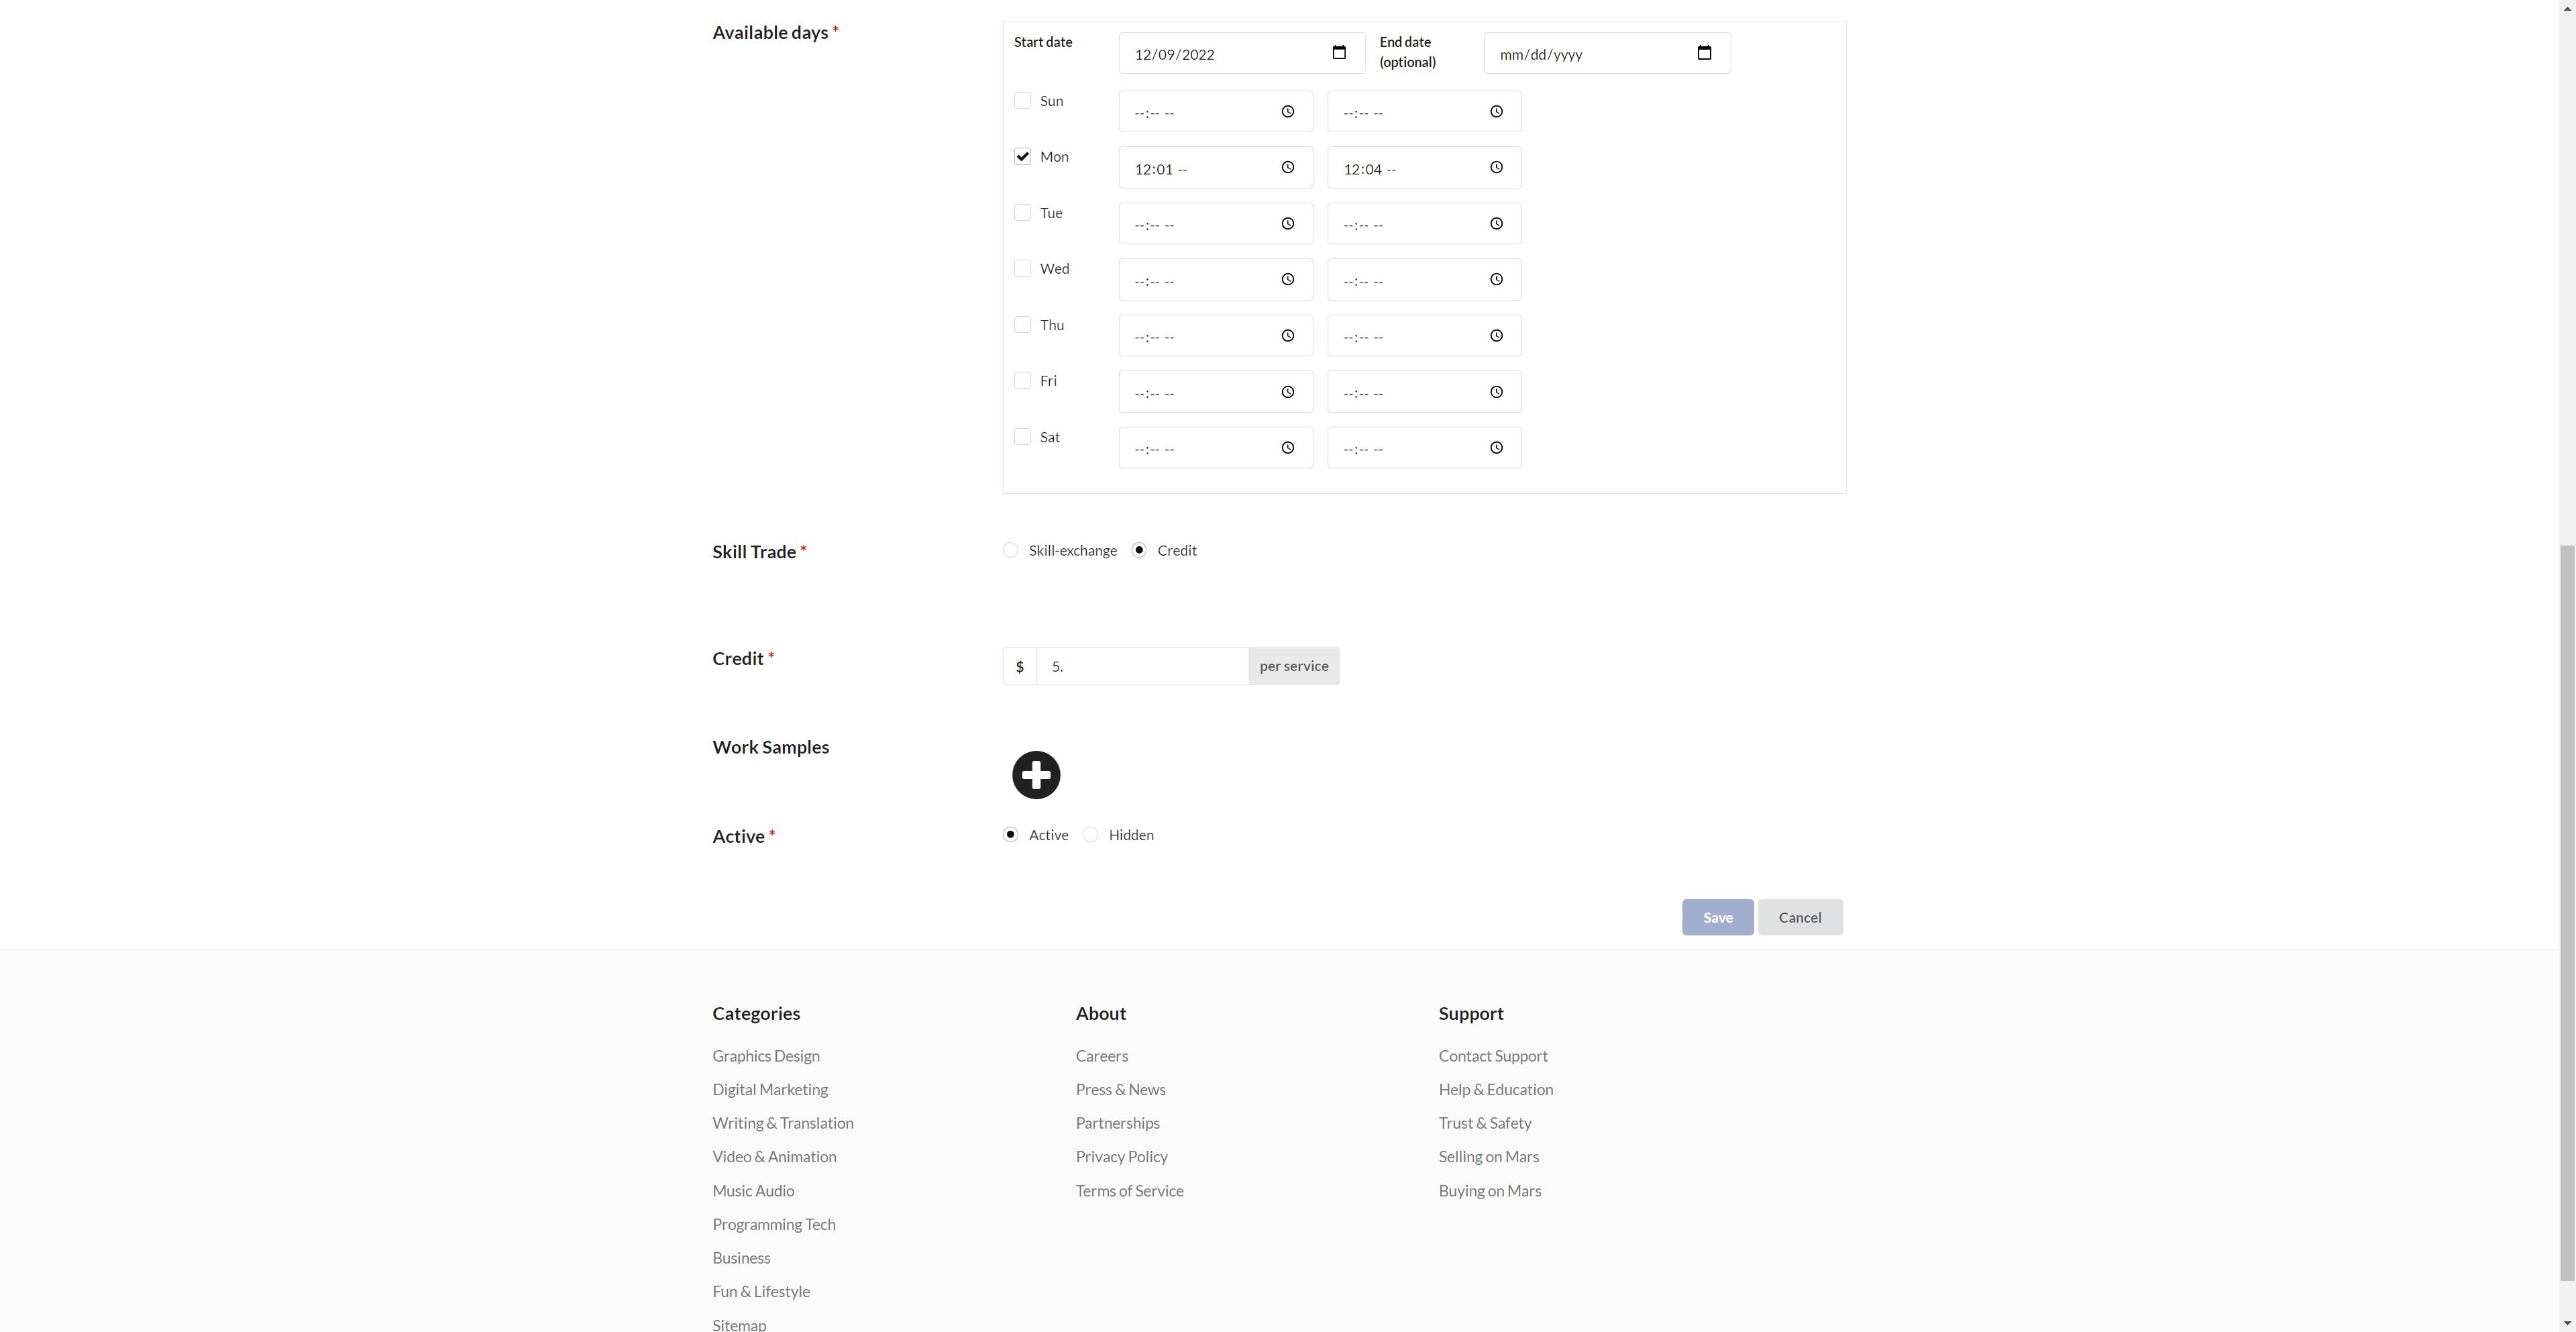 Available days *
Start date
12/09/2022
End date
(optional)
mm/dd/yyyy
Sun
--:-- --
--:-- --
Mon
12:01 --
12:04 --
Tue
--:-- --
--:-- --
Wed
--:-- --
--:-- --
Thu
--:-- --
--:-- --
Fri
--:-- --
--:-- --
Sat
--:-- --
--:-- --
Skill Trade *
Skill-exchange
Credit
Credit *
$
5.
per service
Work Samples
Active *
Active
Hidden
Save
Cancel
Categories
Graphics Design
Digital Marketing
Writing & Translation
Video & Animation
Music Audio
Programming Tech
Business
Fun & Lifestyle
Sitemap
About
Careers
Press & News
Partnerships
Privacy Policy
Terms of Service
Support
Contact Support
Help & Education
Trust & Safety
Selling on Mars
Buying on Mars